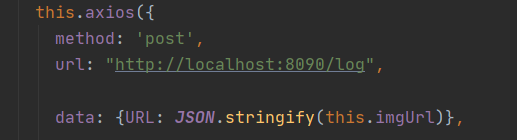 this.axios({
method: 'post',
url: "http://localhost:8090/log",
data: {URL: JSON.stringify(this.imgUrl)},